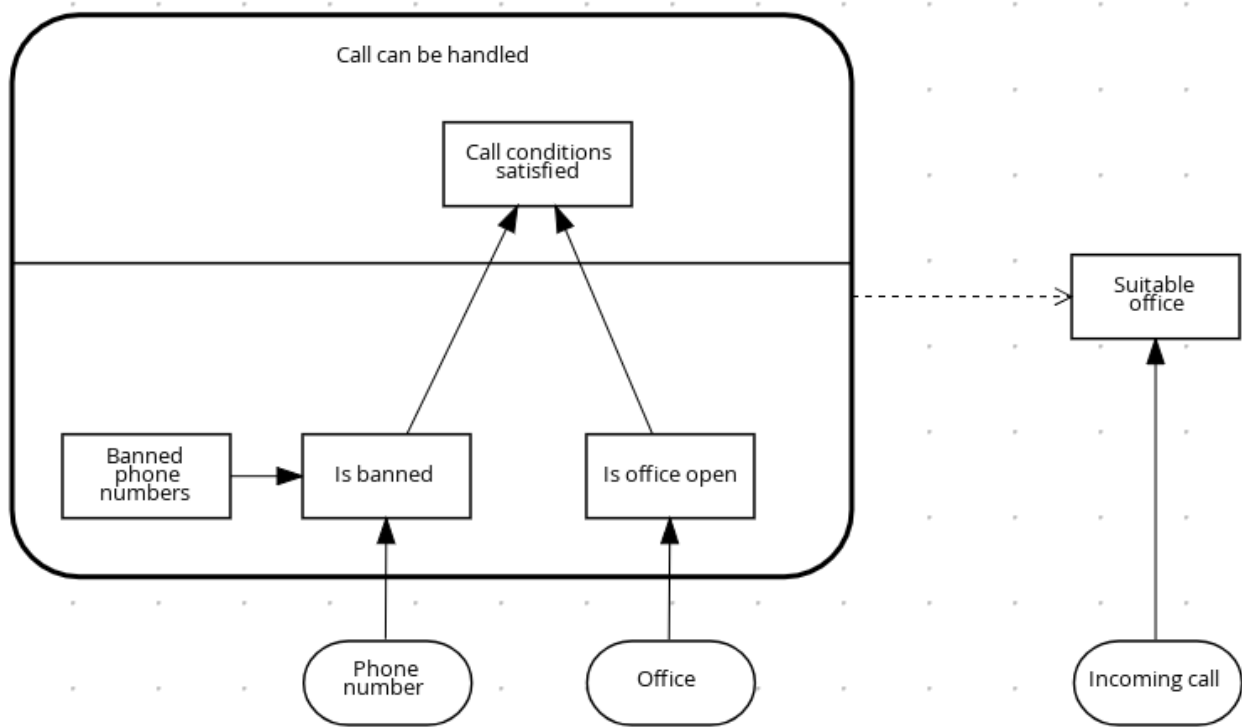 Call can be handled
Call conditions
satisfied
Suitable
office
Banned
phone
numbers
Is banned
Is office open
Phone
number
Office
Incoming call